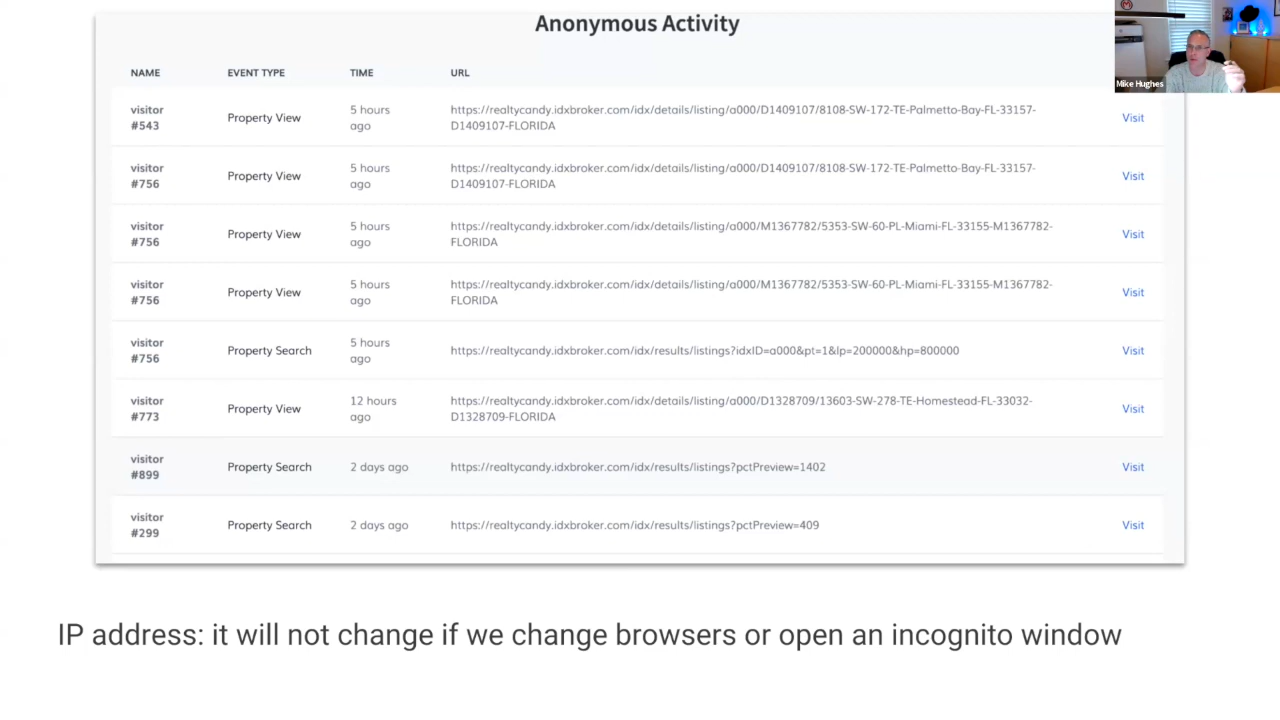 Anonymous Activity
Mike Hughes
NAME EVENT TYPE TIME URL
visitor #543 Property View 5 hours ago https://realtycandy.idxbroker.com/idx/details/listing/a000/D1409107/8108-SW-172-TE-Palmetto-Bay-FL-33157-D1409107-FLORIDA Visit
visitor #756 Property View 5 hours ago https://realtycandy.idxbroker.com/idx/details/listing/a000/D1409107/8108-SW-172-TE-Palmetto-Bay-FL-33157-D1409107-FLORIDA Visit
visitor #756 Property View 5 hours ago https://realtycandy.idxbroker.com/idx/details/listing/a000/M1367782/5353-SW-60-PL-Miami-FL-33155-M1367782-FLORIDA Visit
visitor #756 Property View 5 hours ago https://realtycandy.idxbroker.com/idx/details/listing/a000/M1367782/5353-SW-60-PL-Miami-FL-33155-M1367782-FLORIDA Visit
visitor #756 Property Search 5 hours ago https://realtycandy.idxbroker.com/idx/results/listings?idxID=a000&pt=1&lp=200000&hp=800000 Visit
visitor #773 Property View 12 hours ago https://realtycandy.idxbroker.com/idx/details/listing/a000/D1328709/13603-SW-278-TE-Homestead-FL-33032-D1328709-FLORIDA Visit
visitor #899 Property Search 2 days ago https://realtycandy.idxbroker.com/idx/results/listings?pctPreview=1402 Visit
visitor #299 Property Search 2 days ago https://realtycandy.idxbroker.com/idx/results/listings?pctPreview=409 Visit
IP address: it will not change if we change browsers or open an incognito window